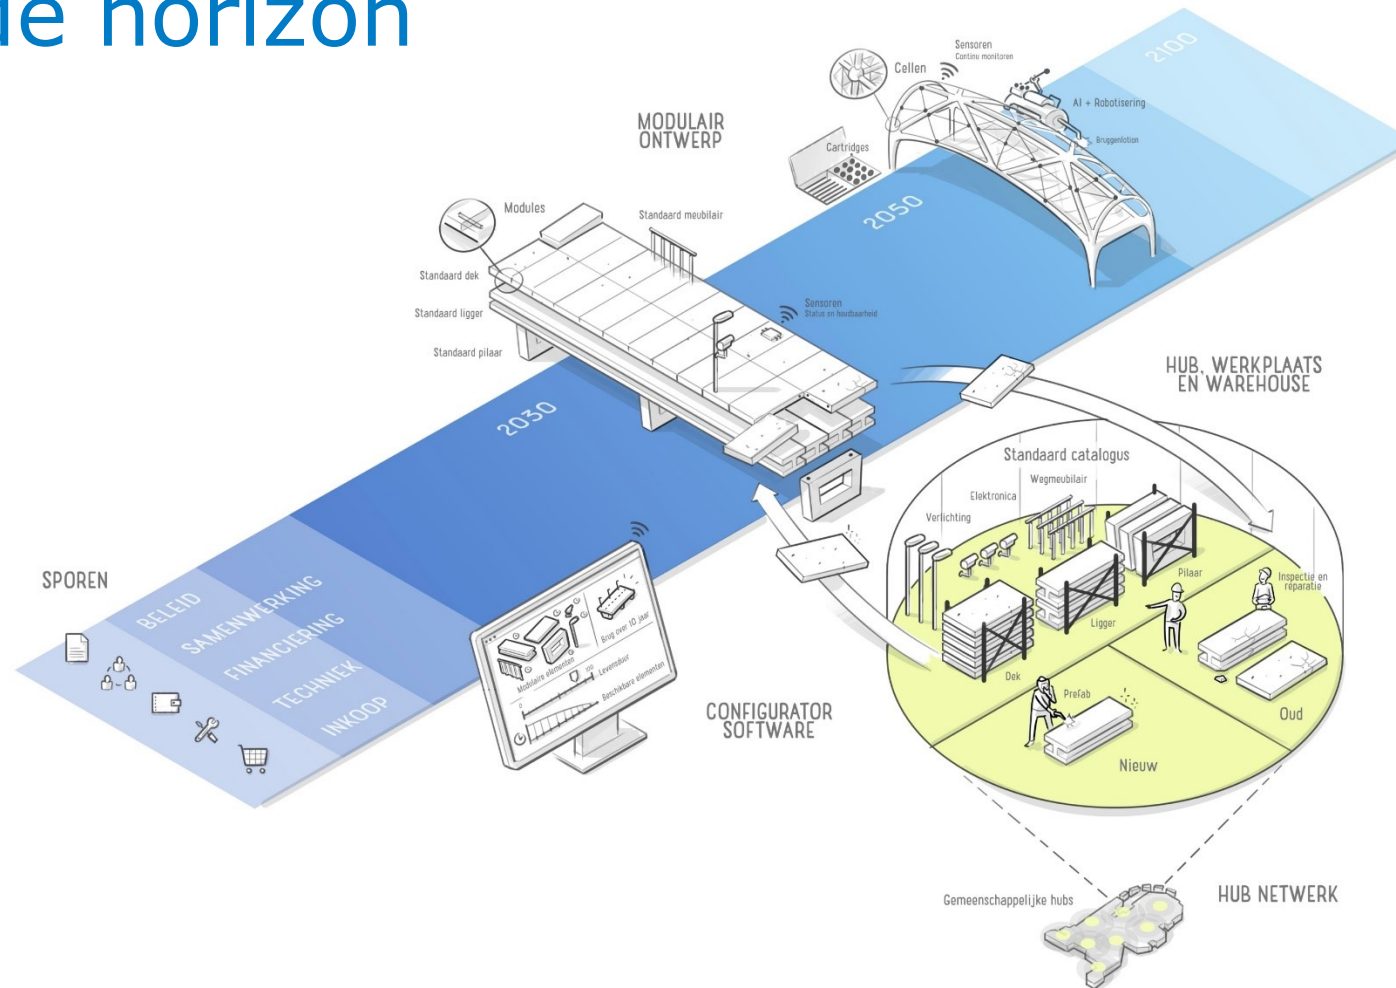 de horizon
2100
Sensoren
Continu monitoren
Cellen
AI + Robotisering
Bruggenlotion
Cartridges
MODULAIR
ONTWERP
2050
Modules
Standaard meubilair
Standaard dek
Standaard ligger
Standaard pilaar
Sensoren
Status en houdbaarheid
2030
HUB, WERKPLAATS
EN WAREHOUSE
Standaard catalogus
Wegmeubilair
Elektronica
Verlichting
Pilaar
Inspectie en
reparatie
Ligger
Dek
Prefab
Oud
Nieuw
SPOREN
BELEID
SAMENWERKING
FINANCIERING
TECHNIEK
INKOOP
Modulaire elementen
Brug over 10 jaar
0
100
Levensduur
Beschikbare elementen
CONFIGURATOR
SOFTWARE
Gemeenschappelijke hubs
HUB NETWERK